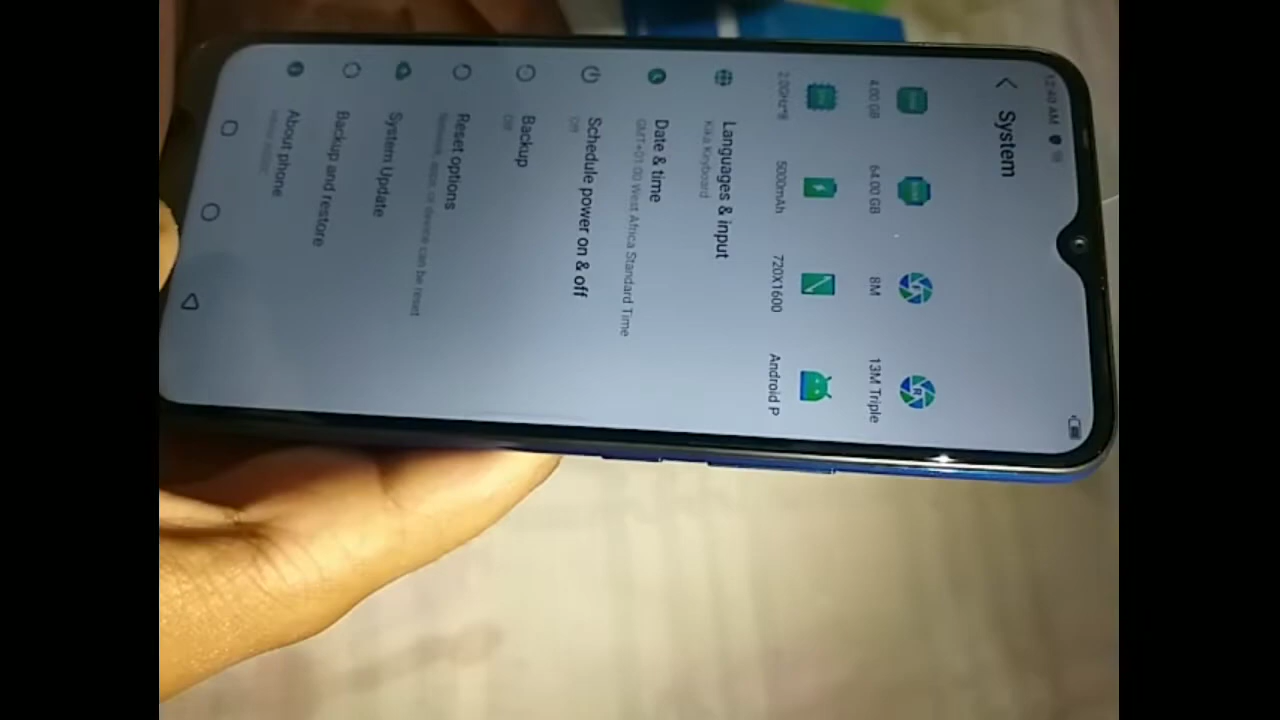 12:40 AM
System
4.00 GB
64.00 GB
8M
13M Triple
2.0GHz*8
5000mAh
720X1600
Android P
Languages & input
Kika Keyboard
Date & time
GMT+01:00 West Africa Standard Time
Schedule power on & off
Off
Backup
Off
Reset options
Network, apps, or device can be reset
System Update
Backup and restore
About phone